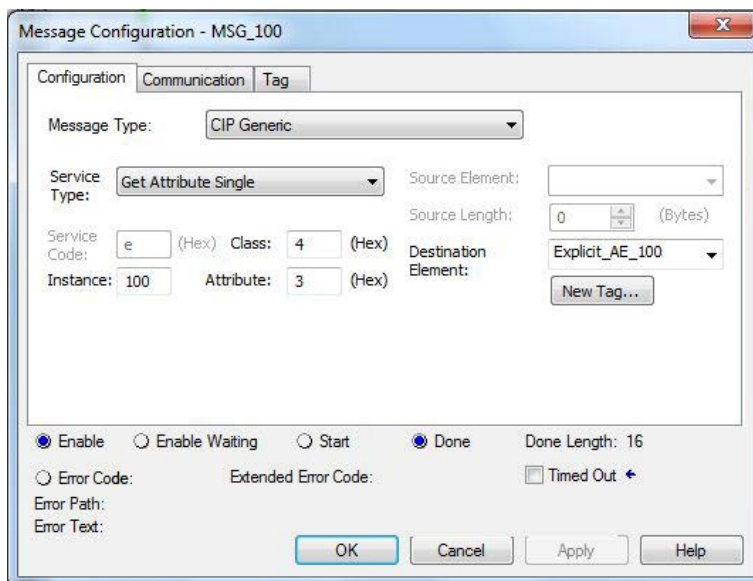 Message Configuration - MSG_100
Configuration Communication Tag
Message Type: CIP Generic
Service Type: Get Attribute Single
Source Element:
Source Length: 0 (Bytes)
Service Code: e (Hex) Class: 4 (Hex)
Destination Element: Explicit_AE_100
Instance: 100 Attribute: 3 (Hex)
New Tag...
Enable Enable Waiting Start Done Done Length: 16
Error Code: Extended Error Code: Timed Out
Error Path:
Error Text:
OK Cancel Apply Help